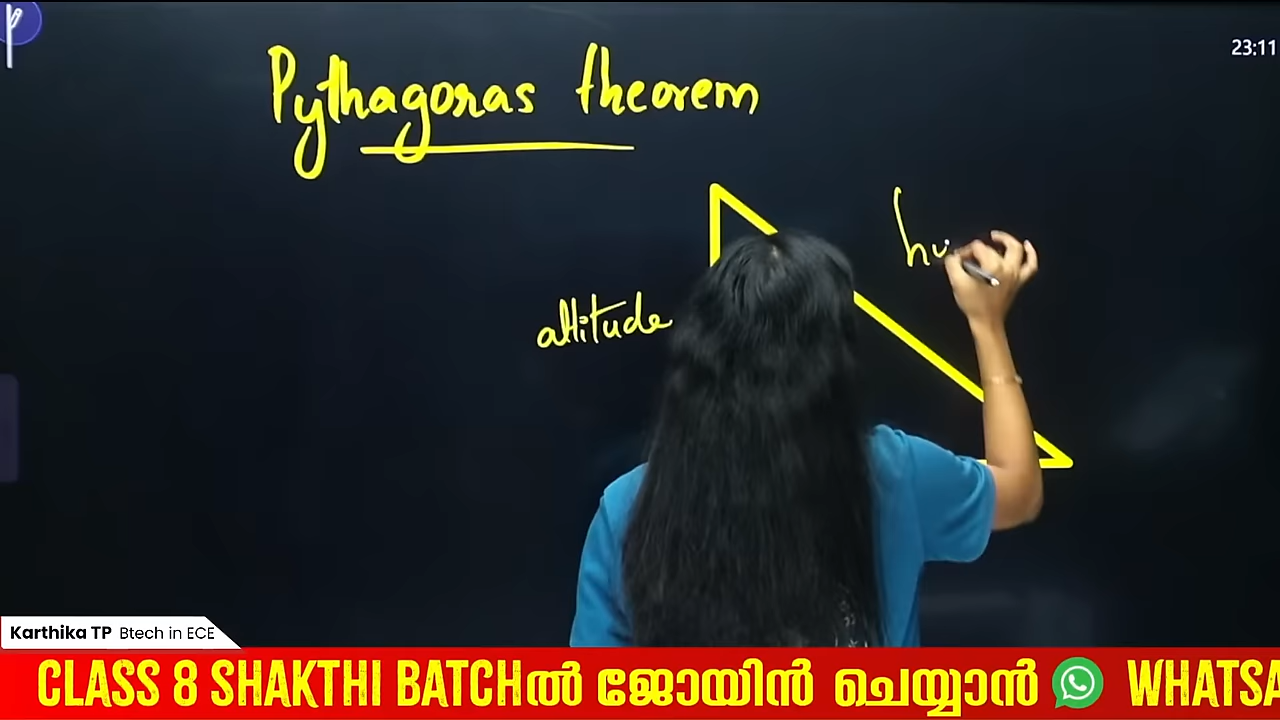 23:11
Pythagoras theorem
altitude
Karthika TP Btech in ECE
CLASS 8 SHAKTHI BATCHൽ ജോയിൻ ചെയ്യാൻ WHATSA